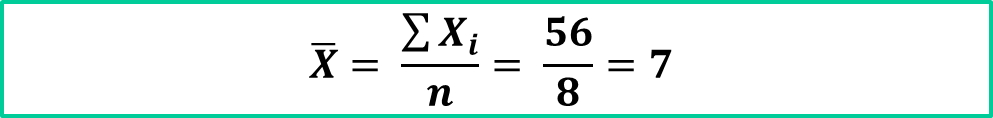 X̄ = ∑ Xᵢ / n = 56 / 8 = 7